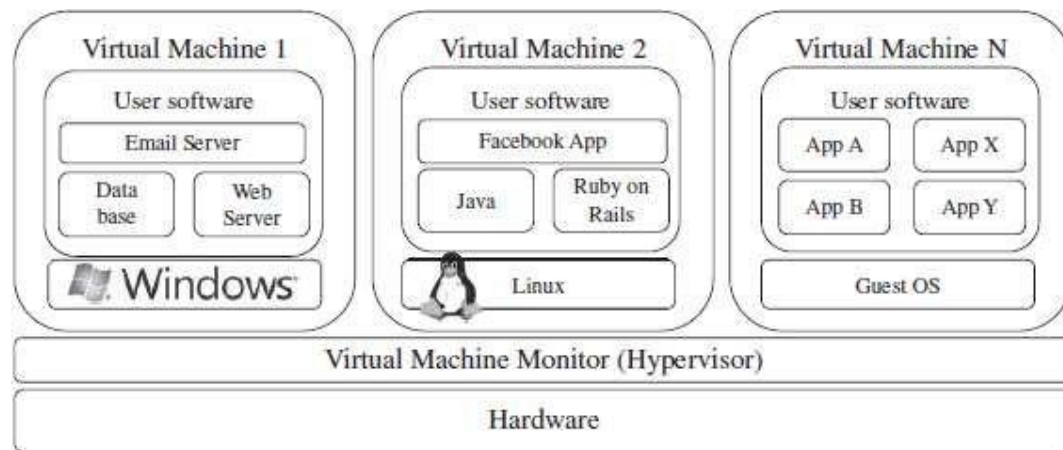 Virtual Machine 1
User software
Email Server
Data
base
Web
Server
Windows
Virtual Machine 2
User software
Facebook App
Java
Ruby on
Rails
Linux
Virtual Machine N
User software
App A
App X
App B
App Y
Guest OS
Virtual Machine Monitor (Hypervisor)
Hardware